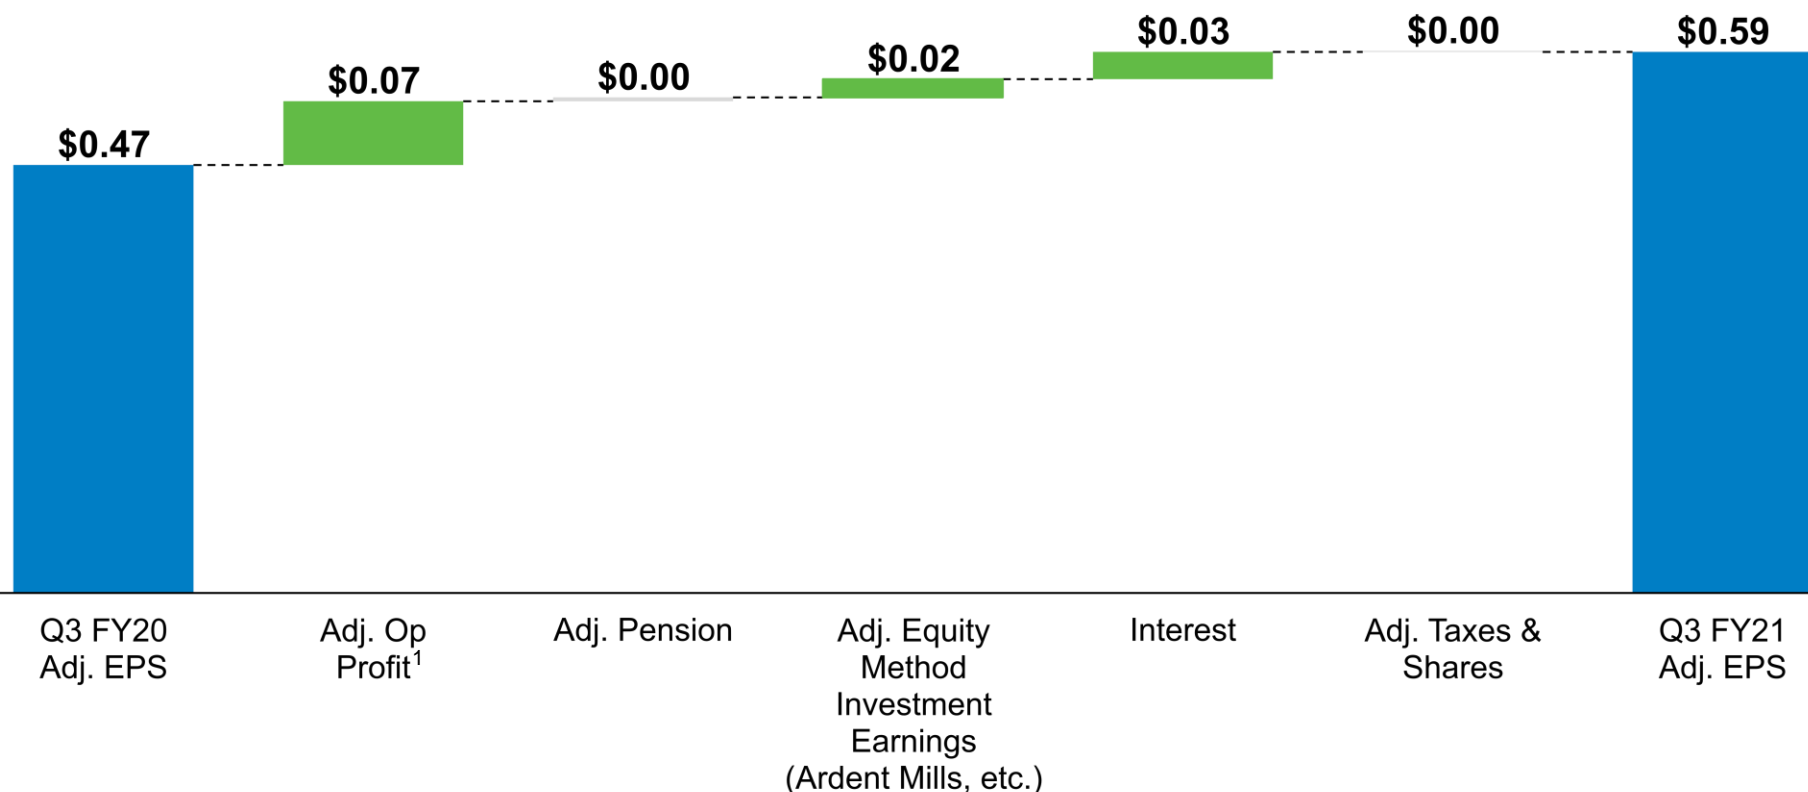 $0.47
$0.07
$0.00
$0.02
$0.03
$0.00
$0.59
Q3 FY20
Adj. EPS
Adj. Op
Profit¹
Adj. Pension
Adj. Equity
Method
Investment
Earnings
(Ardent Mills, etc.)
Interest
Adj. Taxes &
Shares
Q3 FY21
Adj. EPS